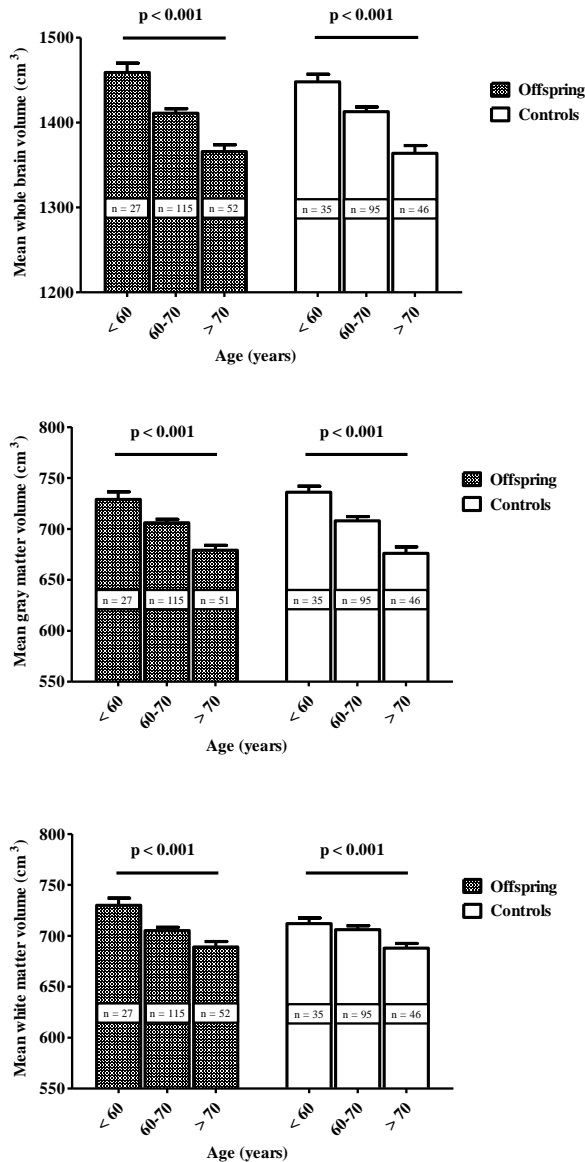 p < 0.001 p < 0.001
1500
1400
1300
1200
Mean whole brain volume (cm³)
Offspring
Controls
n = 27 n = 115 n = 52 n = 35 n = 95 n = 46
< 60 60-70 > 70 < 60 60-70 > 70
Age (years)
p < 0.001 p < 0.001
800
750
700
650
600
550
Mean gray matter volume (cm³)
Offspring
Controls
n = 27 n = 115 n = 51 n = 35 n = 95 n = 46
< 60 60-70 > 70 < 60 60-70 > 70
Age (years)
p < 0.001 p < 0.001
800
750
700
650
600
550
Mean white matter volume (cm³)
Offspring
Controls
n = 27 n = 115 n = 52 n = 35 n = 95 n = 46
< 60 60-70 > 70 < 60 60-70 > 70
Age (years)